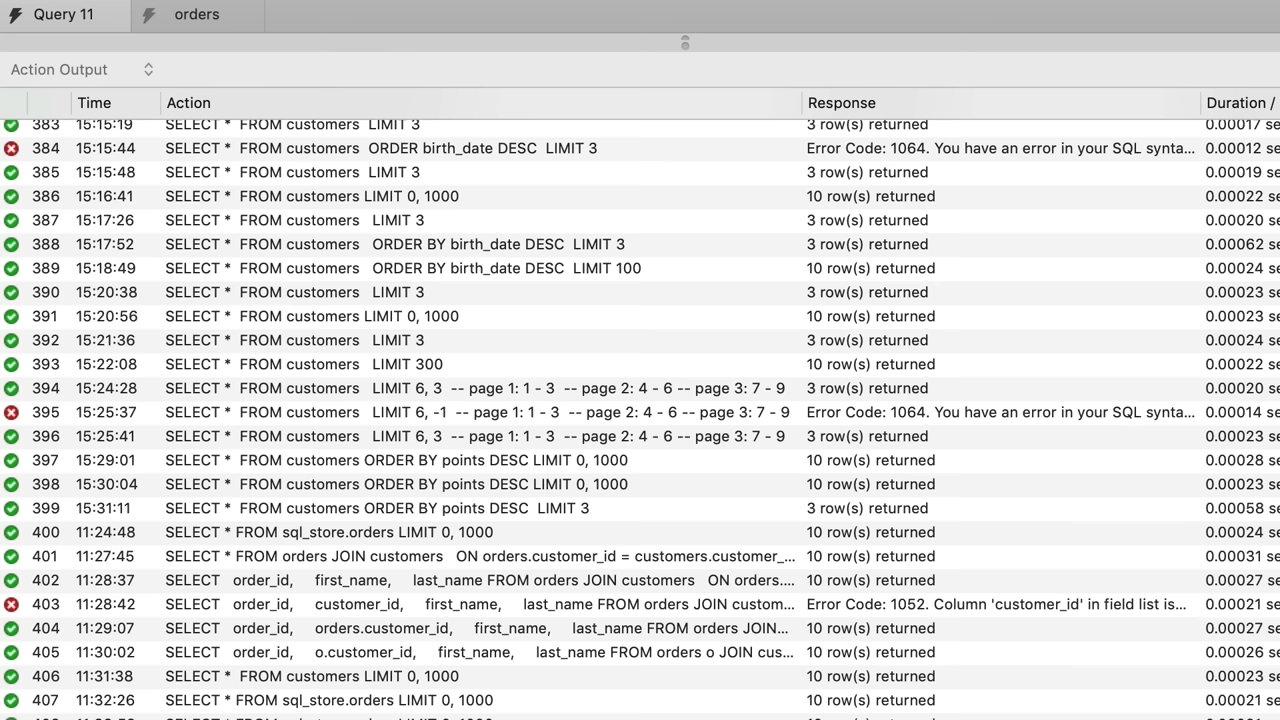 Query 11 orders
Action Output
Time Action Response Duration /
383 15:15:19 SELECT * FROM customers LIMIT 3 3 row(s) returned 0.00017 se
384 15:15:44 SELECT * FROM customers ORDER birth_date DESC LIMIT 3 Error Code: 1064. You have an error in your SQL synta... 0.00012 se
385 15:15:48 SELECT * FROM customers LIMIT 3 3 row(s) returned 0.00019 se
386 15:16:41 SELECT * FROM customers LIMIT 0, 1000 10 row(s) returned 0.00022 se
387 15:17:26 SELECT * FROM customers LIMIT 3 3 row(s) returned 0.00020 se
388 15:17:52 SELECT * FROM customers ORDER BY birth_date DESC LIMIT 3 3 row(s) returned 0.00062 se
389 15:18:49 SELECT * FROM customers ORDER BY birth_date DESC LIMIT 100 10 row(s) returned 0.00024 se
390 15:20:38 SELECT * FROM customers LIMIT 3 3 row(s) returned 0.00023 se
391 15:20:56 SELECT * FROM customers LIMIT 0, 1000 10 row(s) returned 0.00023 se
392 15:21:36 SELECT * FROM customers LIMIT 3 3 row(s) returned 0.00024 se
393 15:22:08 SELECT * FROM customers LIMIT 300 10 row(s) returned 0.00022 se
394 15:24:28 SELECT * FROM customers LIMIT 6, 3 -- page 1: 1 - 3 -- page 2: 4 - 6 -- page 3: 7 - 9 3 row(s) returned 0.00020 se
395 15:25:37 SELECT * FROM customers LIMIT 6, -1 -- page 1: 1 - 3 -- page 2: 4 - 6 -- page 3: 7 - 9 Error Code: 1064. You have an error in your SQL synta... 0.00014 se
396 15:25:41 SELECT * FROM customers LIMIT 6, 3 -- page 1: 1 - 3 -- page 2: 4 - 6 -- page 3: 7 - 9 3 row(s) returned 0.00023 se
397 15:29:01 SELECT * FROM customers ORDER BY points DESC LIMIT 0, 1000 10 row(s) returned 0.00028 se
398 15:30:04 SELECT * FROM customers ORDER BY points DESC LIMIT 0, 1000 10 row(s) returned 0.00023 se
399 15:31:11 SELECT * FROM customers ORDER BY points DESC LIMIT 3 3 row(s) returned 0.00058 se
400 11:24:48 SELECT * FROM sql_store.orders LIMIT 0, 1000 10 row(s) returned 0.00024 se
401 11:27:45 SELECT * FROM orders JOIN customers ON orders.customer_id = customers.customer_... 10 row(s) returned 0.00031 se
402 11:28:37 SELECT order_id, first_name, last_name FROM orders JOIN customers ON orders.... 10 row(s) returned 0.00027 se
403 11:28:42 SELECT order_id, customer_id, first_name, last_name FROM orders JOIN custom... Error Code: 1052. Column 'customer_id' in field list is... 0.00021 se
404 11:29:07 SELECT order_id, orders.customer_id, first_name, last_name FROM orders JOIN... 10 row(s) returned 0.00027 se
405 11:30:02 SELECT order_id, o.customer_id, first_name, last_name FROM orders o JOIN cus... 10 row(s) returned 0.00026 se
406 11:31:38 SELECT * FROM customers LIMIT 0, 1000 10 row(s) returned 0.00023 se
407 11:32:26 SELECT * FROM sql_store.orders LIMIT 0, 1000 10 row(s) returned 0.00021 se